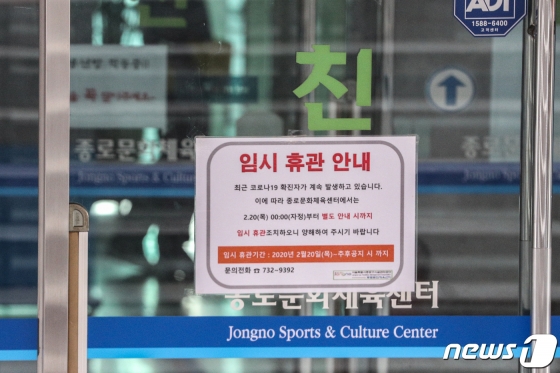 ADT
1588-6400
고객센터
친
종로문화체육
Jongno Sports & Culture
임시 휴관 안내
최근 코로나19 확진자가 계속 발생하고 있습니다.
이에 따라 종로문화체육센터에서는
2.20(목) 00:00(자정)부터 별도 안내 시까지
임시 휴관조치하오니 양해하여 주시기 바랍니다
임시 휴관기간 : 2020년 2월20일(목)~추후공지 시 까지
문의전화 ☎ 732-9392
종로문화체육센터
Jongno Sports & Culture Center
news1